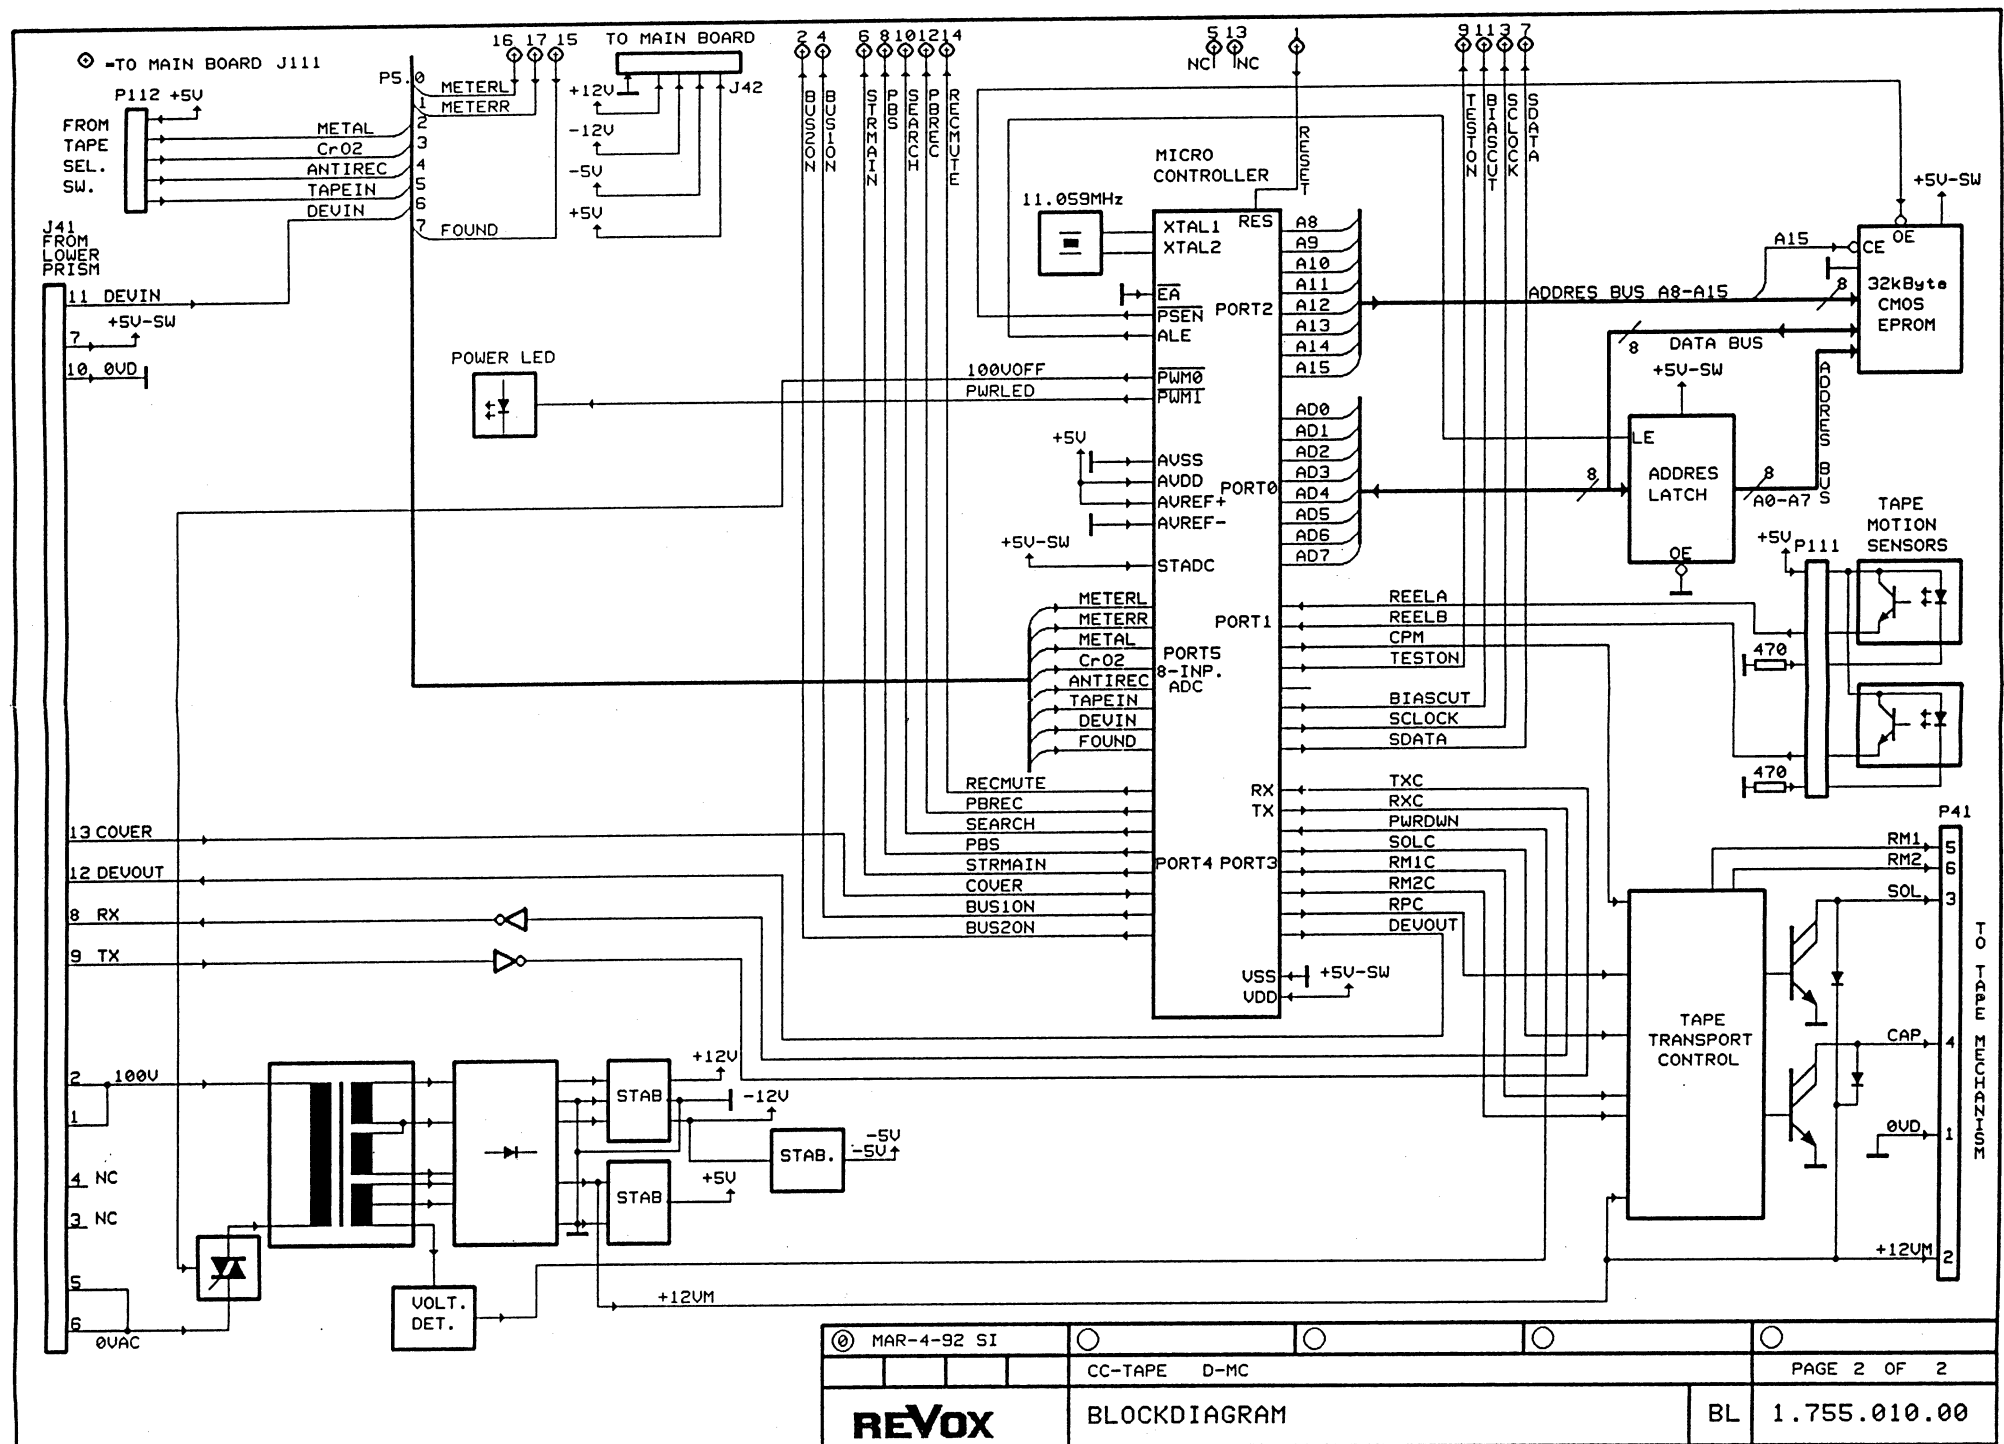 =TO MAIN BOARD J111
P112 +5V
FROM
TAPE
SEL.
SW.
METAL
CrO2
ANTIREC
TAPEIN
DEVIN
P5.0
1
2
3
4
5
6
7
METERL
METERR
FOUND
16 17 15
TO MAIN BOARD
J42
+12V
-12V
-5V
+5V
2 4 6 8 10 12 14
BUS2ON
BUS1ON
STRMAIN
PBS
SEARCH
PBREC
RECMUTE
5 13
NC NC
1
RESET
9 11 3 7
TESTON
BIASCUT
SCLOCK
SDATA
J41
FROM
LOWER
PRISM
11 DEVIN
+5V-SW
7
10 0VD
POWER LED
100VOFF
PWRLED
MICRO
CONTROLLER
11.059MHz
XTAL1
XTAL2
RES
EA
PSEN
ALE
PWM0
PWM1
AVSS
AVDD
AVREF+
AVREF-
STADC
+5V
+5V-SW
PORT2
A8
A9
A10
A11
A12
A13
A14
A15
PORT0
AD0
AD1
AD2
AD3
AD4
AD5
AD6
AD7
ADDRES BUS A8-A15
A15
8
+5V-SW
OE
CE
32kByte
CMOS
EPROM
8
DATA BUS
+5V-SW
LE
ADDRES
LATCH
OE
8
8
A0-A7
ADDRES BUS
TAPE
MOTION
SENSORS
+5V
P111
470
470
METERL
METERR
METAL
CrO2
ANTIREC
TAPEIN
DEVIN
FOUND
PORT5
8-INP.
ADC
PORT1
REELA
REELB
CPM
TESTON
BIASCUT
SCLOCK
SDATA
RECMUTE
PBREC
SEARCH
PBS
STRMAIN
COVER
BUS1ON
BUS2ON
PORT4 PORT3
RX
TX
TXC
RXC
PWRDWN
SOLC
RM1C
RM2C
RPC
DEVOUT
VSS
VDD
+5V-SW
13 COVER
12 DEVOUT
8 RX
9 TX
2 100V
1
4 NC
3 NC
5
6
0VAC
VOLT.
DET.
STAB
STAB
STAB.
+12V
-12V
-5V
-5V
+5V
+12VM
TAPE
TRANSPORT
CONTROL
P41
RM1 5
RM2 6
SOL 3
CAP 4
0VD 1
+12VM 2
TO TAPE MECHANISM
0 MAR-4-92 SI
CC-TAPE D-MC
PAGE 2 OF 2
REVOX
BLOCKDIAGRAM
BL
1.755.010.00